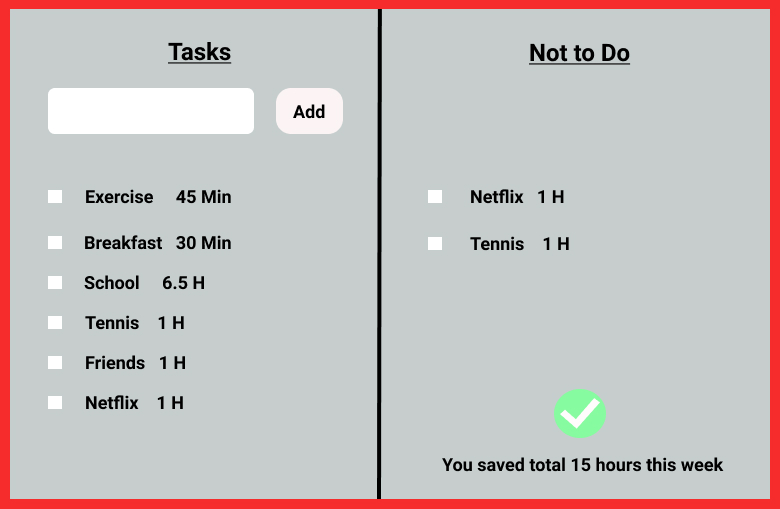 Tasks
Add
Exercise 45 Min
Breakfast 30 Min
School 6.5 H
Tennis 1 H
Friends 1 H
Netflix 1 H
Not to Do
Netflix 1 H
Tennis 1 H
You saved total 15 hours this week